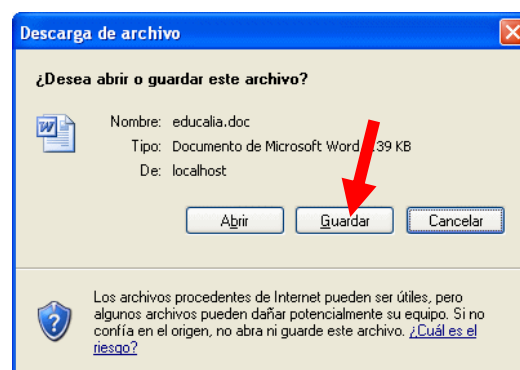 Descarga de archivo
¿Desea abrir o guardar este archivo?
Nombre: educalia.doc
Tipo: Documento de Microsoft Word 39 KB
De: localhost
Abrir Guardar Cancelar
Los archivos procedentes de Internet pueden ser útiles, pero
algunos archivos pueden dañar potencialmente su equipo. Si no
confía en el origen, no abra ni guarde este archivo. ¿Cuál es el
riesgo?